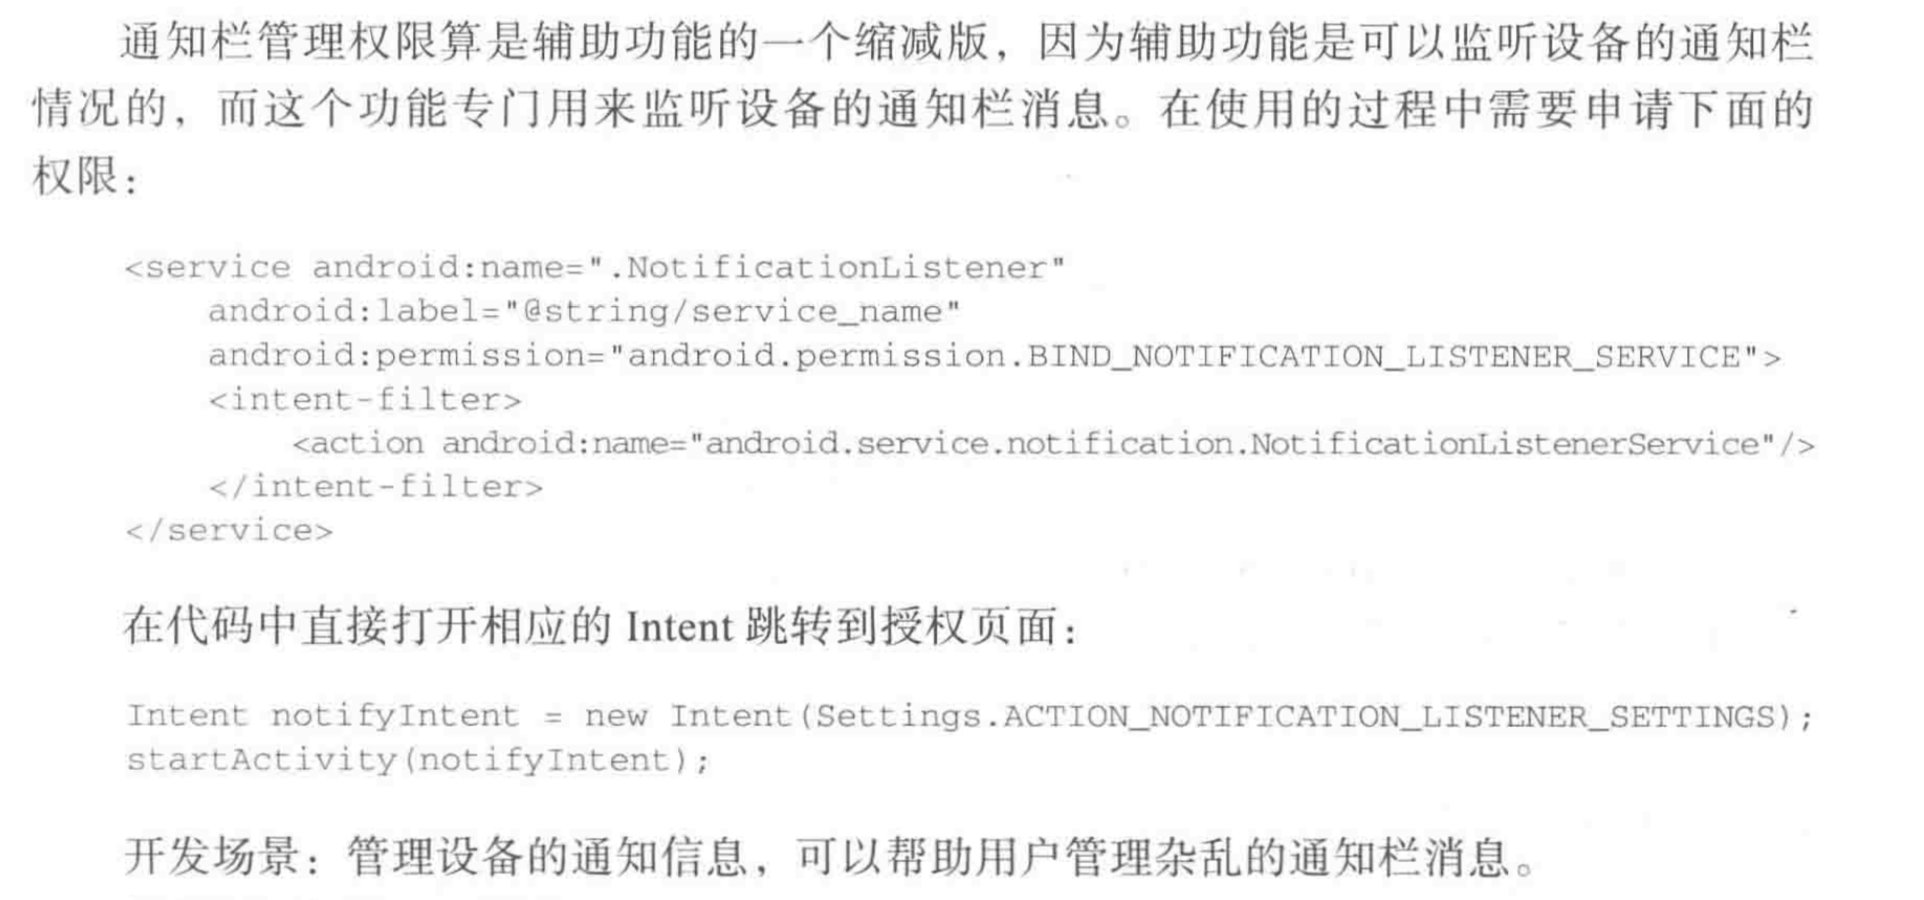 通知栏管理权限算是辅助功能的一个缩减版，因为辅助功能是可以监听设备的通知栏
情况的，而这个功能专门用来监听设备的通知栏消息。在使用的过程中需要申请下面的
权限：
<service android:name=".NotificationListener"
    android:label="@string/service_name"
    android:permission="android.permission.BIND_NOTIFICATION_LISTENER_SERVICE">
    <intent-filter>
        <action android:name="android.service.notification.NotificationListenerService"/>
    </intent-filter>
</service>
在代码中直接打开相应的 Intent 跳转到授权页面：
Intent notifyIntent = new Intent(Settings.ACTION_NOTIFICATION_LISTENER_SETTINGS);
startActivity(notifyIntent);
开发场景：管理设备的通知信息，可以帮助用户管理杂乱的通知栏消息。